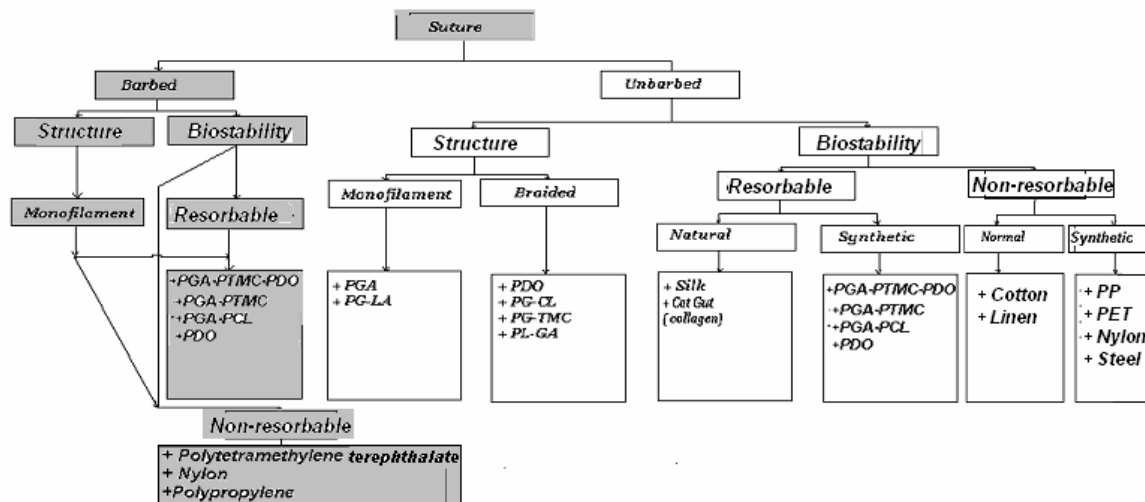 Suture
Barbed
Unbarbed
Structure
Biostability
Structure
Biostability
Monofilament
Resorbable
Monofilament
Braided
Resorbable
Non-resorbable
Natural
Synthetic
Normal
Synthetic
+PGA-PTMC-PDO
+PGA-PTMC
+PGA-PCL
+PDO
+ PGA
+ PG-LA
+ PDO
+ PG-CL
+ PG-TMC
+ PL-GA
+ Silk
+ Cat Gut
(collagen)
+PGA-PTMC-PDO
+PGA-PTMC
+PGA-PCL
+PDO
+ Cotton
+ Linen
+ PP
+ PET
+ Nylon
+ Steel
Non-resorbable
+ Polytetramethylene terephthalate
+ Nylon
+Polypropylene